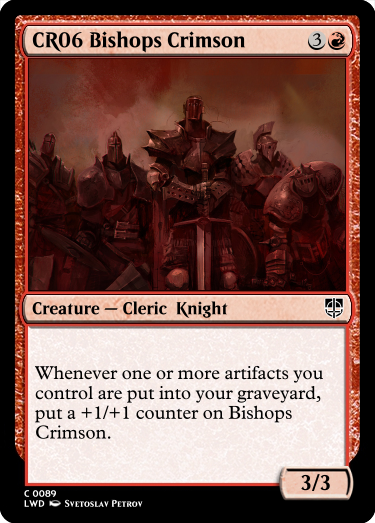 CR06 Bishops Crimson 3
Creature — Cleric Knight
Whenever one or more artifacts you
control are put into your graveyard,
put a +1/+1 counter on Bishops
Crimson.
3/3
C 0089
LWD Svetoslav Petrov